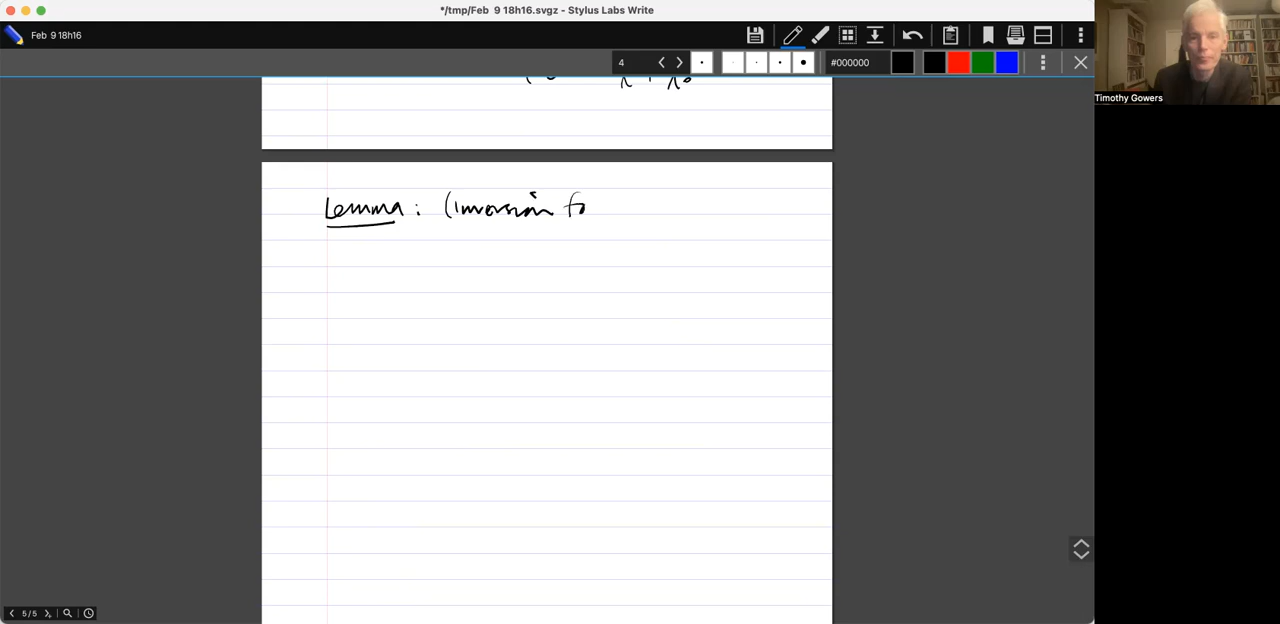 */tmp/Feb 9 18h16.svgz - Stylus Labs Write
Feb 9 18h16
4
#000000
Timothy Gowers
Lemma : (Inversion fo
5/5